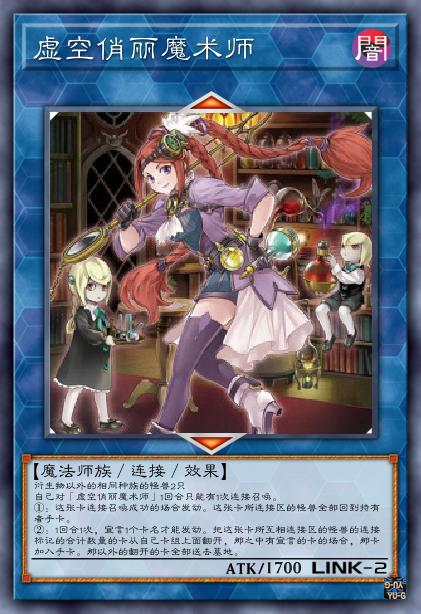 虚空俏丽魔术师
闇
【魔法师族／连接／效果】
衍生物以外的相同种族的怪兽2只
自己对「虚空俏丽魔术师」1回合只能有1次连接召唤。
①：这张卡连接召唤成功的场合发动。这张卡所连接区的怪兽全部回到持有
者手卡。
②：1回合1次，宣言1个卡名才能发动。把这张卡所互相连接区的怪兽的连接
标记的合计数量的卡从自己卡组上面翻开，那之中有宣言的卡的场合，那卡
加入手卡。那以外的翻开的卡全部送去墓地。
ATK/1700 LINK-2